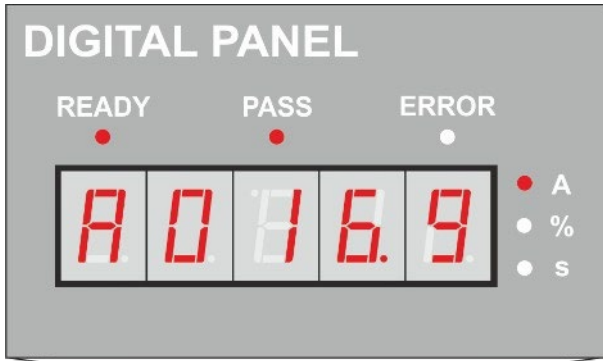 DIGITAL PANEL
READY PASS ERROR
A016.9
A
%
s